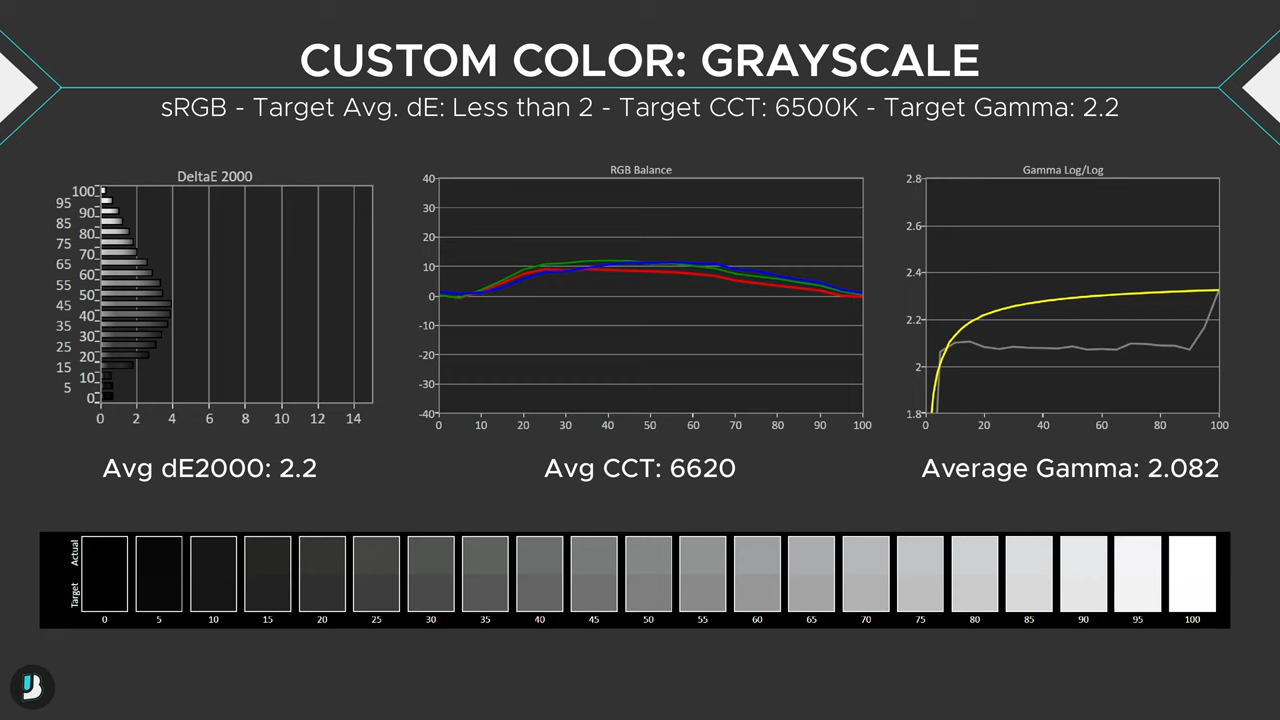 CUSTOM COLOR: GRAYSCALE
sRGB - Target Avg. dE: Less than 2 - Target CCT: 6500K - Target Gamma: 2.2
DeltaE 2000
100
95
90
85
80
75
70
65
60
55
50
45
40
35
30
25
20
15
10
5
0
0 2 4 6 8 10 12 14
RGB Balance
40
30
20
10
0
-10
-20
-30
-40
0 10 20 30 40 50 60 70 80 90 100
Gamma Log/Log
2.8
2.6
2.4
2.2
2
1.8
0 20 40 60 80 100
Avg dE2000: 2.2
Avg CCT: 6620
Average Gamma: 2.082
Actual
Target
0 5 10 15 20 25 30 35 40 45 50 55 60 65 70 75 80 85 90 95 100